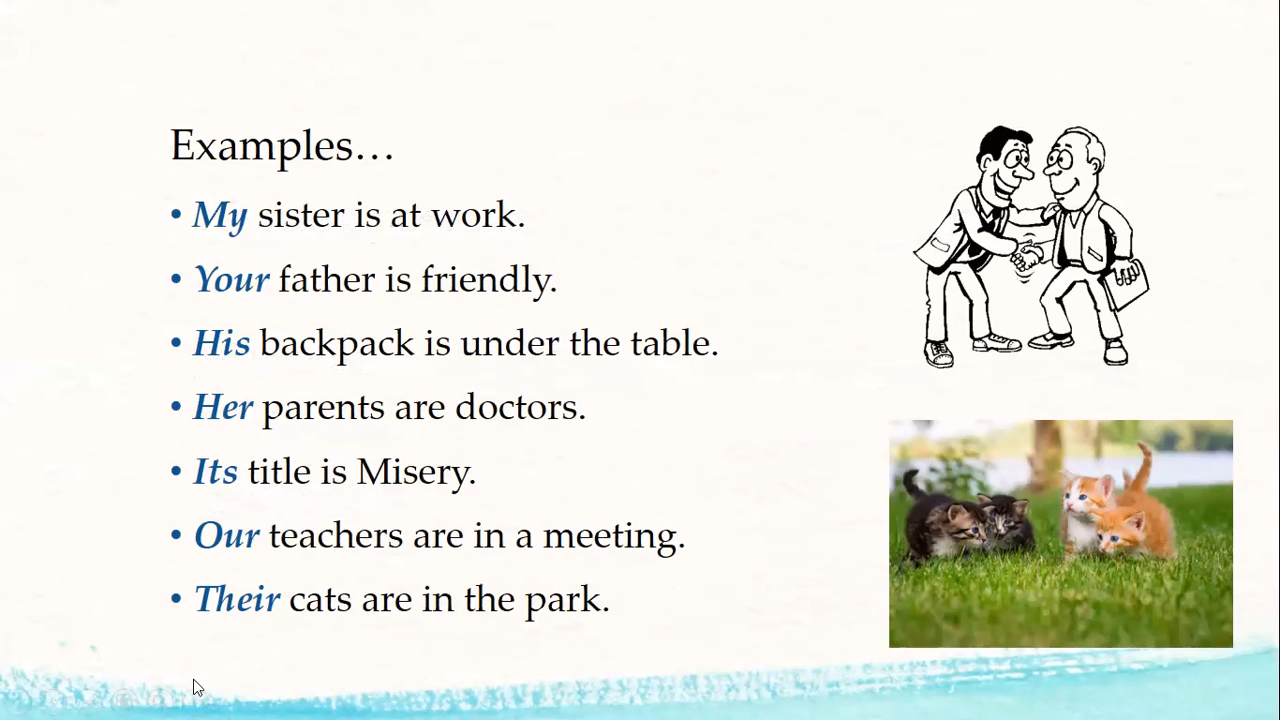 Examples…
• My sister is at work.
• Your father is friendly.
• His backpack is under the table.
• Her parents are doctors.
• Its title is Misery.
• Our teachers are in a meeting.
• Their cats are in the park.